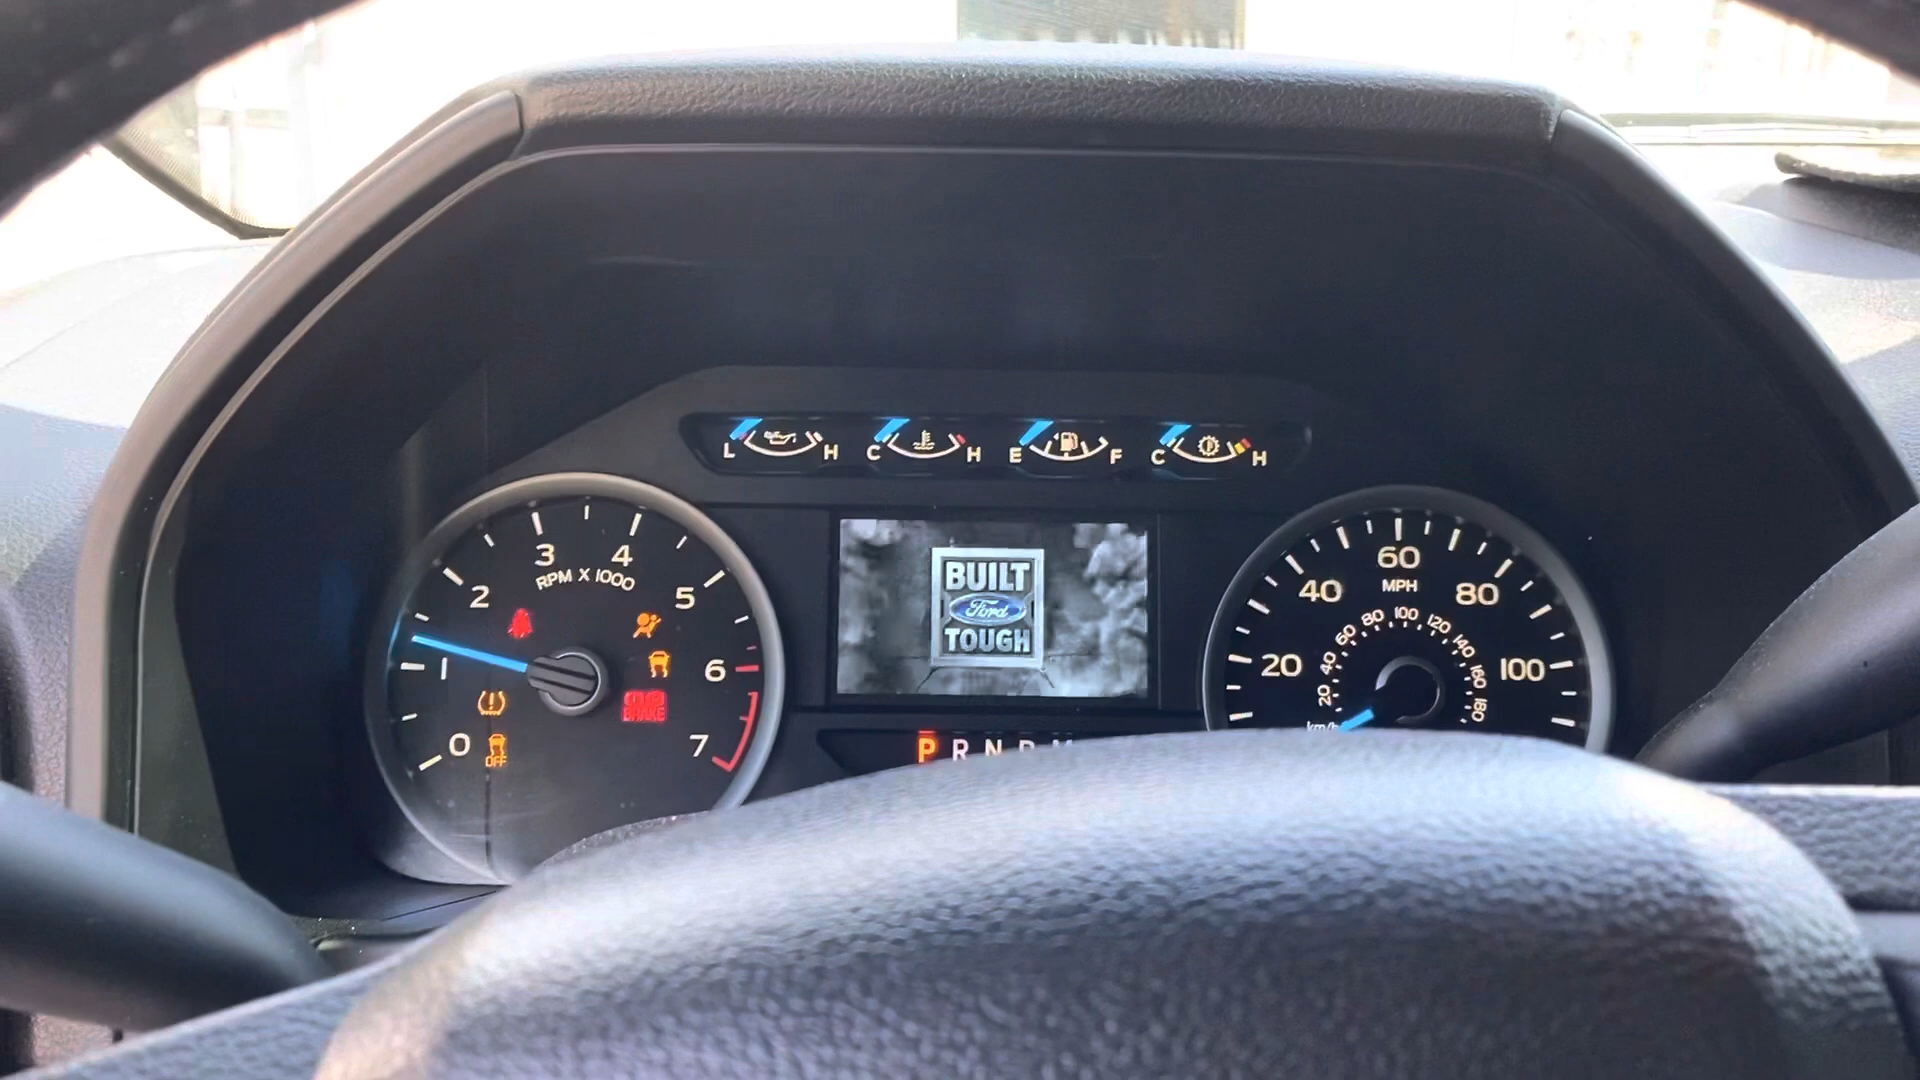 L H C H E F C H
3 4
RPM X 1000
2 5
1 6
0 7
OFF
BRAKE
BUILT
Ford
TOUGH
P R N D
60
MPH
40 80
20 100
20 40 60 80 100 120 140 160 180
km/h